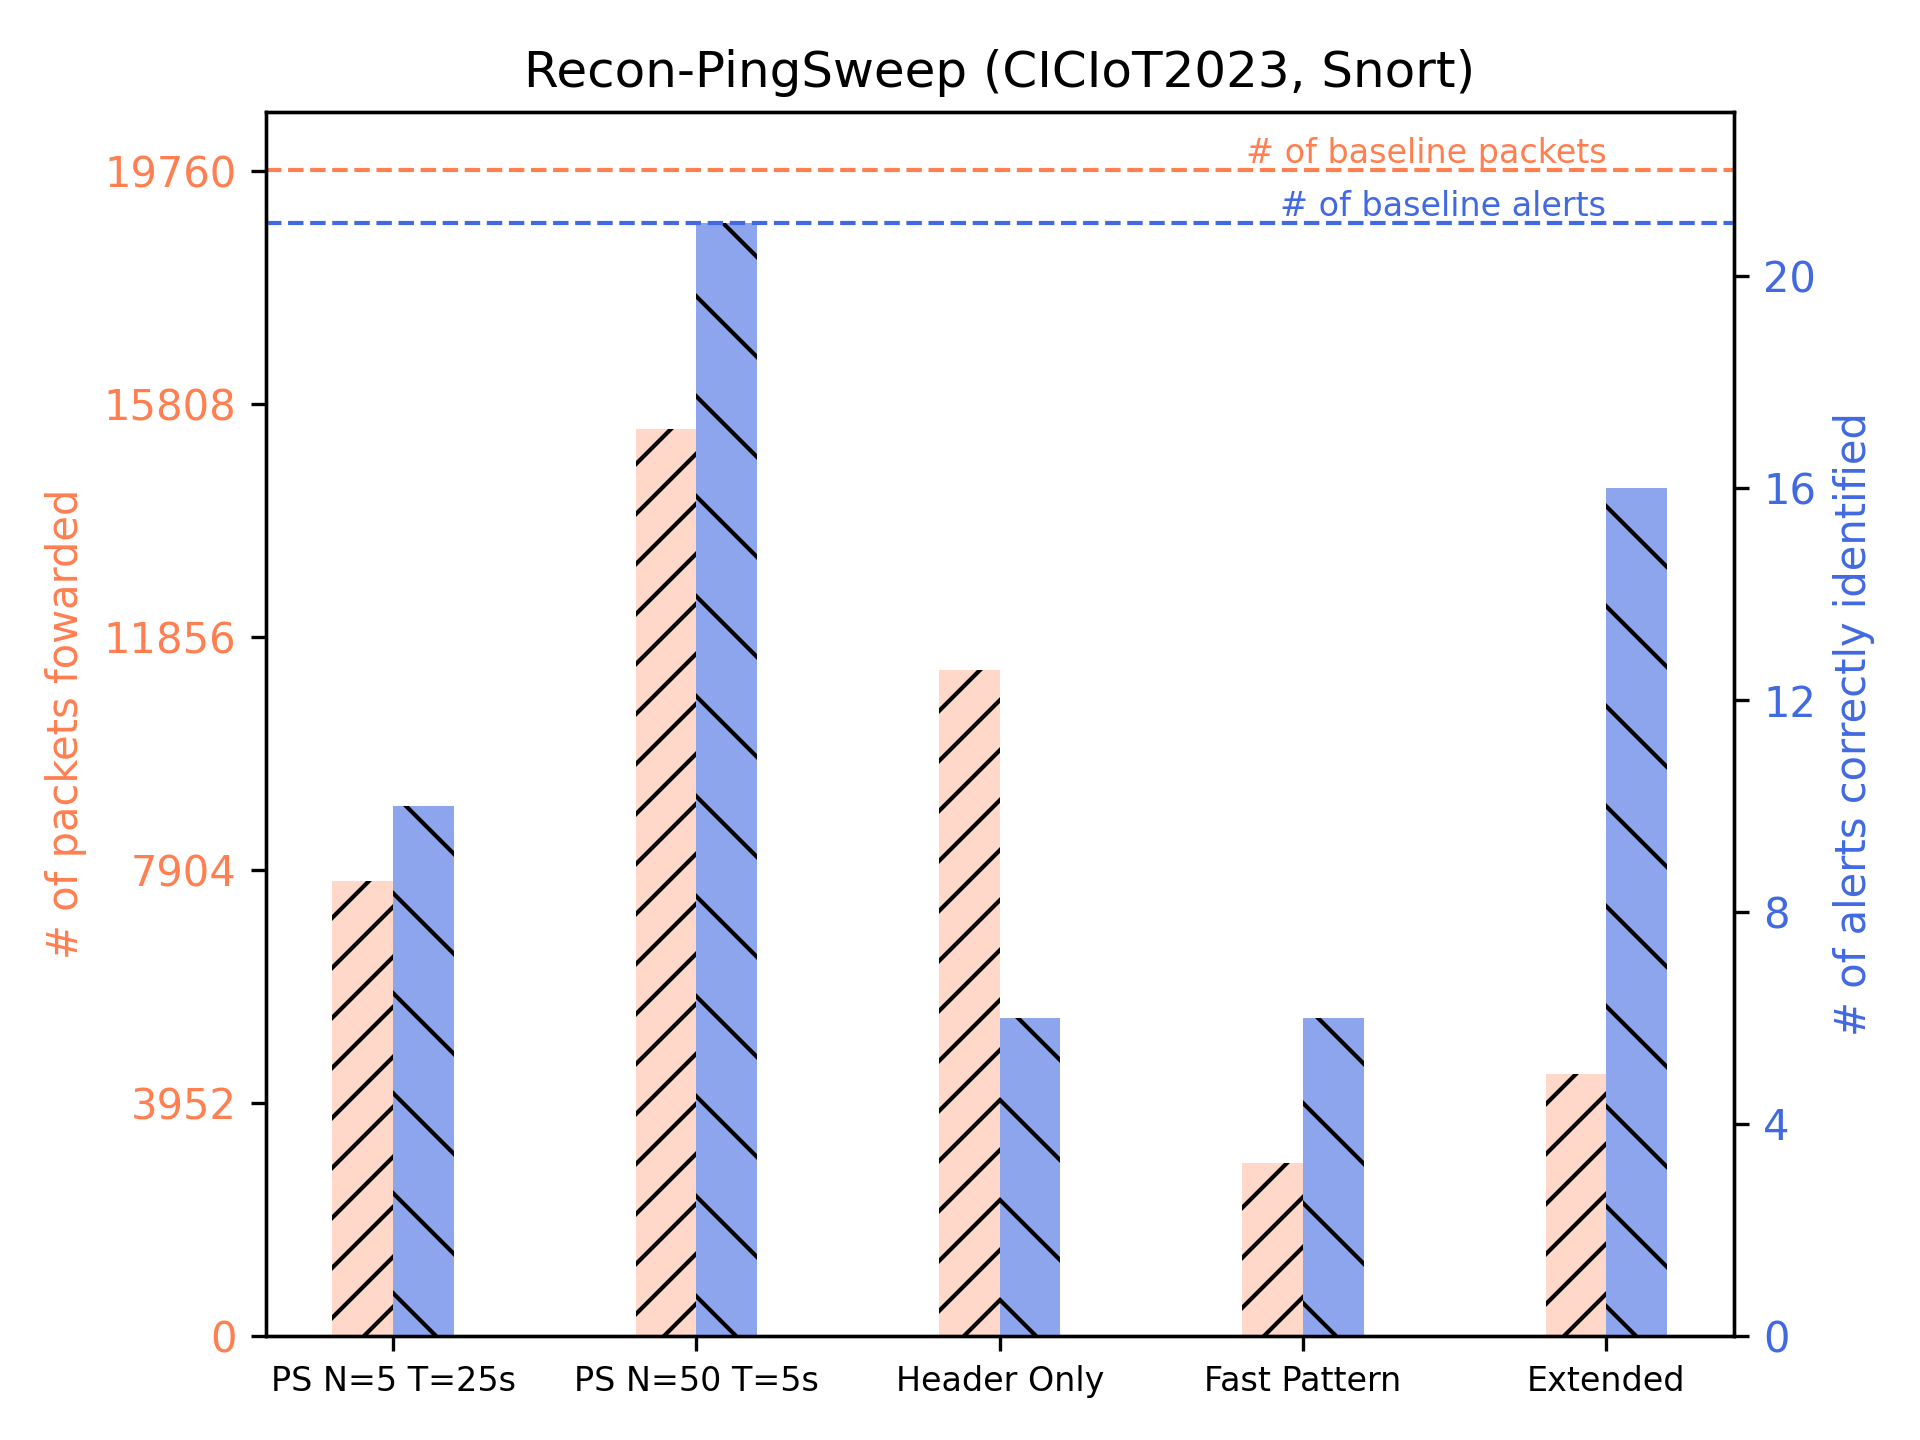 Recon-PingSweep (CICIoT2023, Snort)
# of baseline packets
# of baseline alerts
19760
15808
11856
7904
3952
0
# of packets fowarded
20
16
12
8
4
0
# of alerts correctly identified
PS N=5 T=25s
PS N=50 T=5s
Header Only
Fast Pattern
Extended